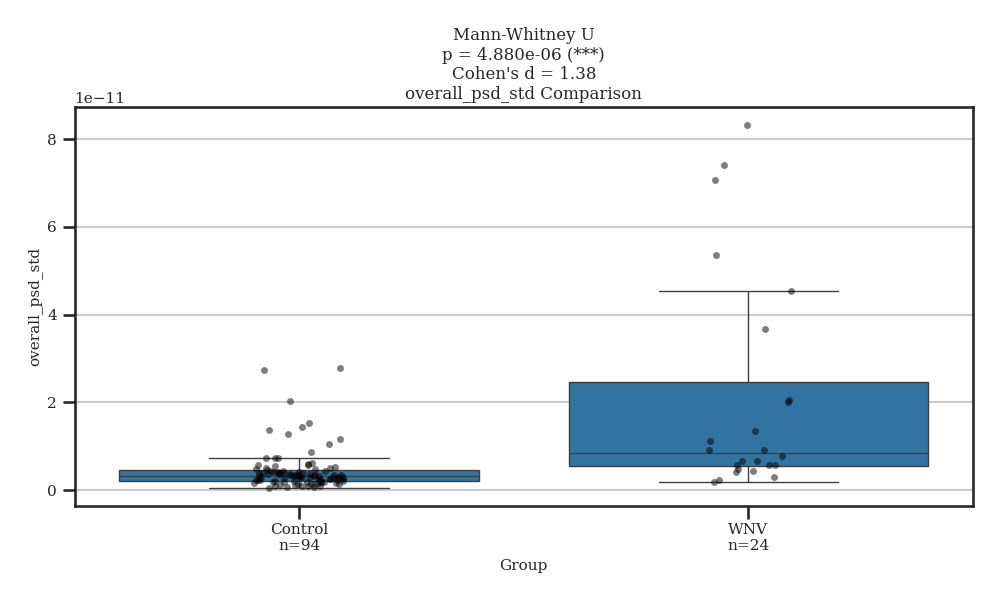 Mann-Whitney U
p = 4.880e-06 (***)
Cohen's d = 1.38
overall_psd_std Comparison
1e−11
8
6
4
2
0
overall_psd_std
Control
n=94
WNV
n=24
Group